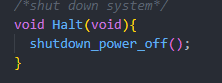 /*shut down system*/
void Halt(void){
  shutdown_power_off();
}